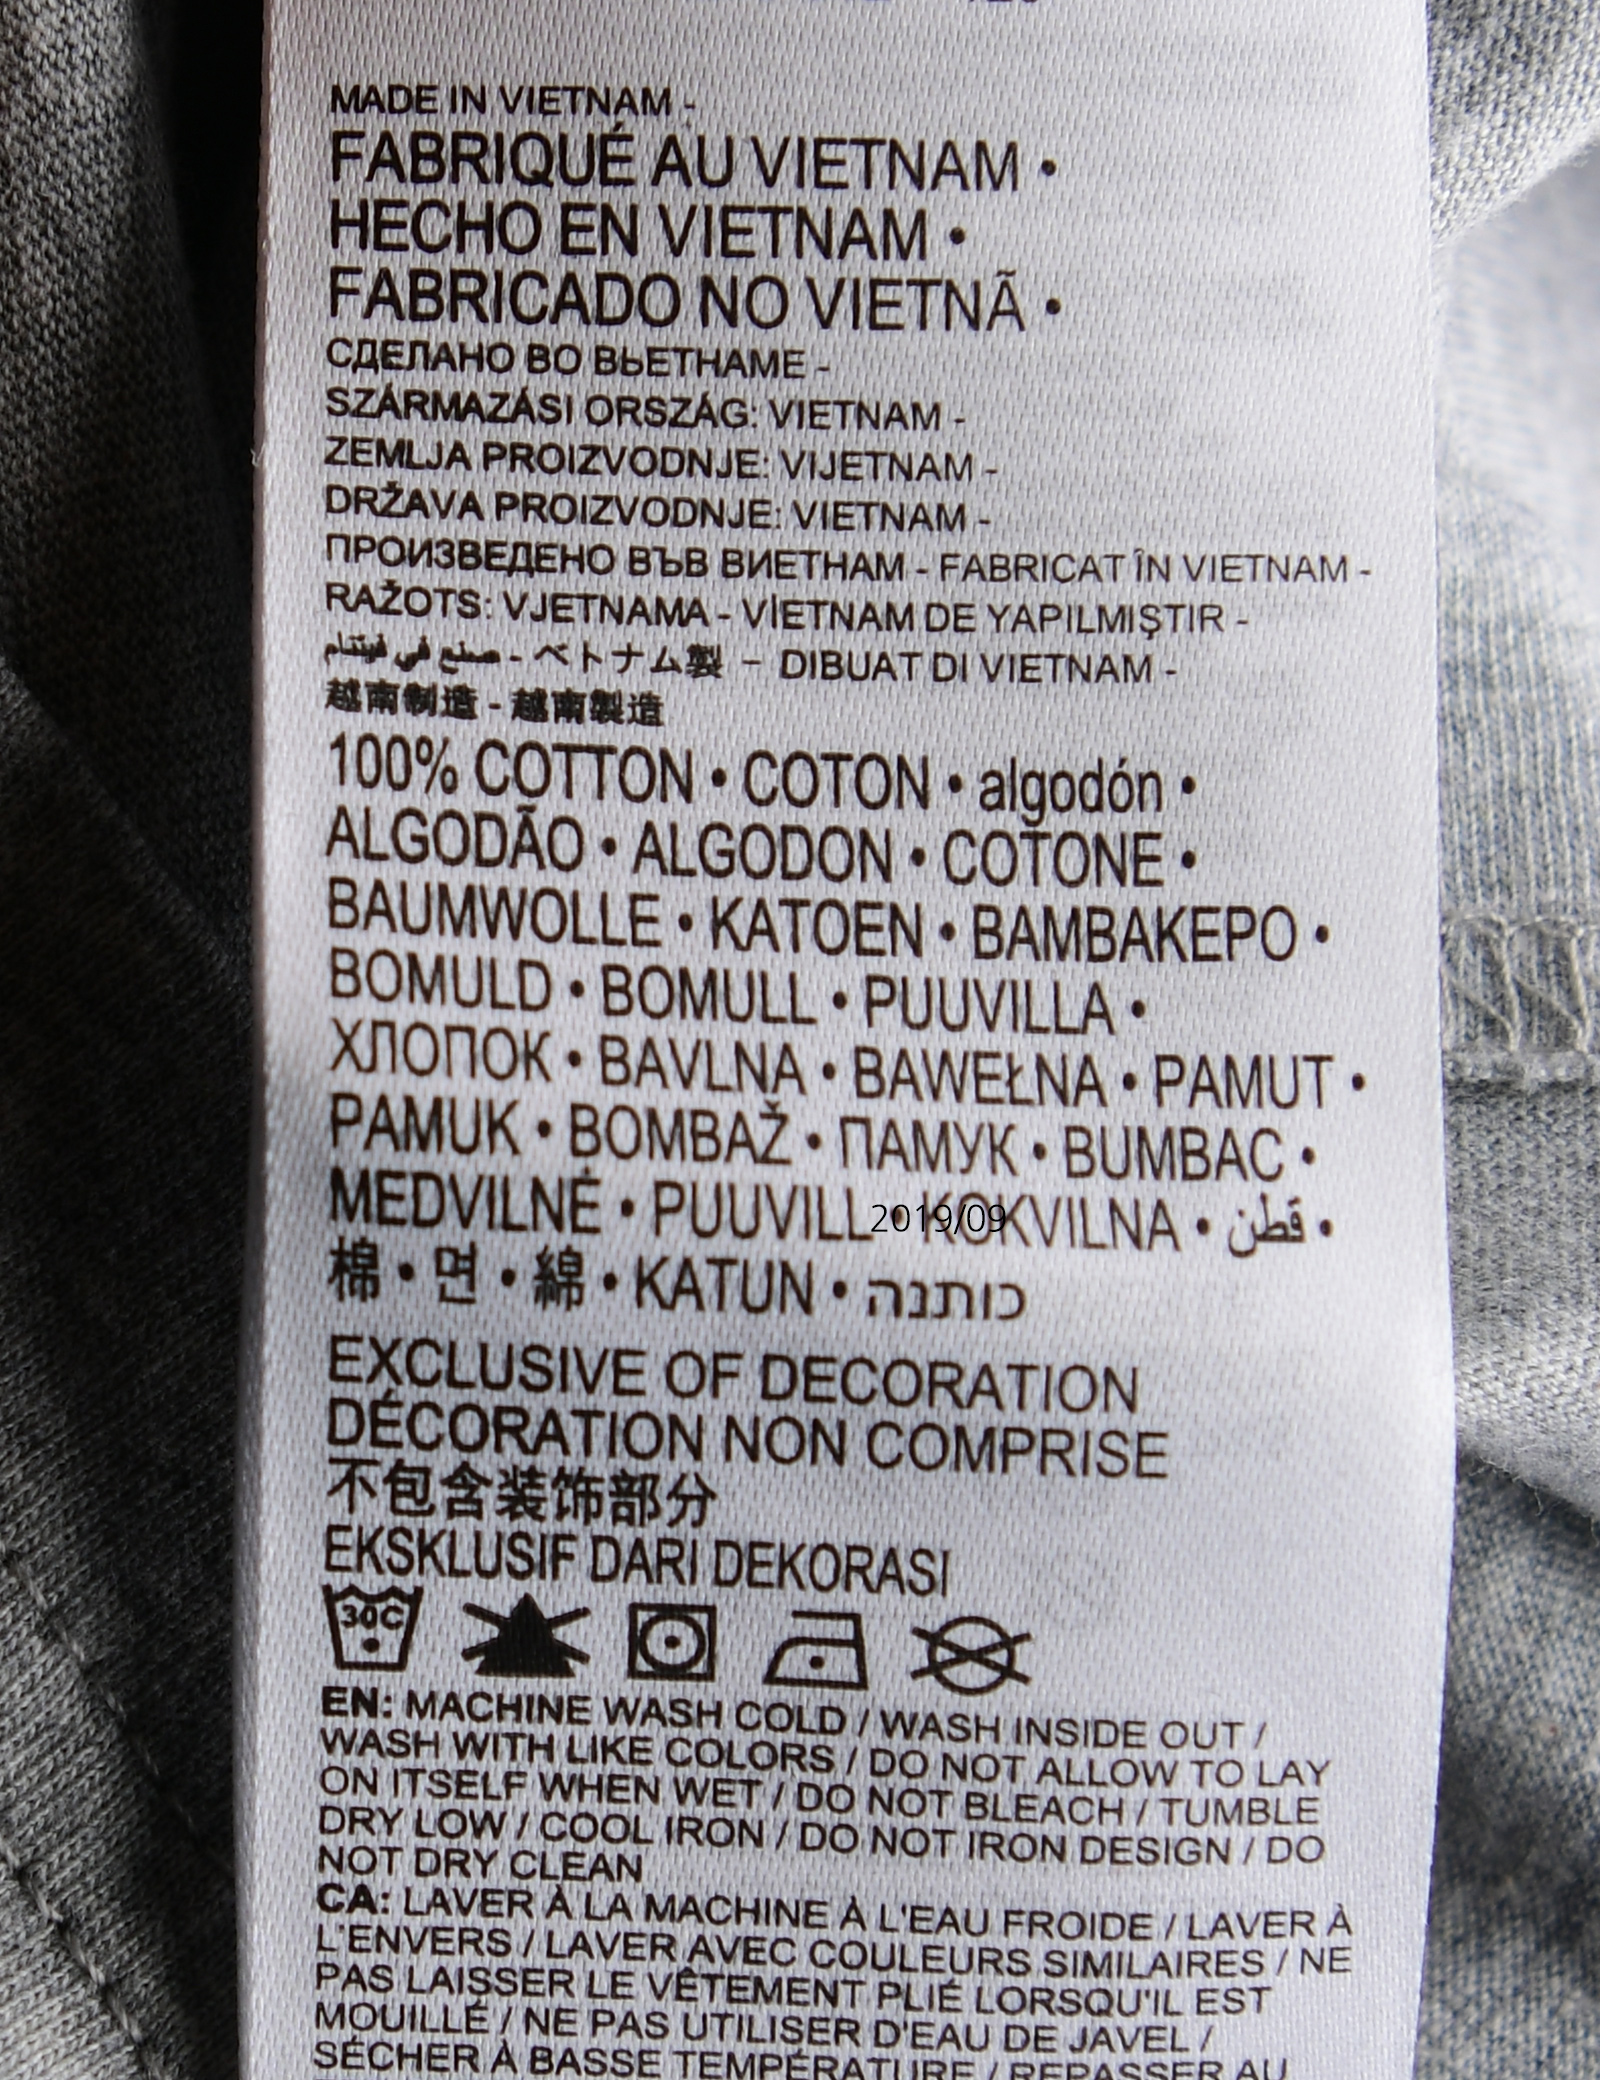 MADE IN VIETNAM -
FABRIQUÉ AU VIETNAM •
HECHO EN VIETNAM •
FABRICADO NO VIETNÃ •
СДЕЛАНО ВО ВЬЕТНАМЕ -
SZÁRMAZÁSI ORSZÁG: VIETNAM -
ZEMLJA PROIZVODNJE: VIJETNAM -
DRŽAVA PROIZVODNJE: VIETNAM -
ПРОИЗВЕДЕНО ВЪВ ВИЕТНАМ - FABRICAT ÎN VIETNAM -
RAŽOTS: VJETNAMA - VİETNAM DE YAPILMIŞTIR -
صنع في فيتنام - ベトナム製 - DIBUAT DI VIETNAM -
越南制造 - 越南製造
100% COTTON • COTON • algodón •
ALGODÃO • ALGODON • COTONE •
BAUMWOLLE • KATOEN • ΒΑΜΒΑΚΕΡΟ •
BOMULD • BOMULL • PUUVILLA •
ХЛОПОК • BAVLNA • BAWEŁNA • PAMUT •
PAMUK • BOMBAŽ • ПАМУК • BUMBAC •
MEDVILNĖ • PUUVILL • KOKVILNA • قطن •
2019/09
棉 • 면 • 綿 • KATUN • כותנה
EXCLUSIVE OF DECORATION
DÉCORATION NON COMPRISE
不包含装饰部分
EKSKLUSIF DARI DEKORASI
30C
EN: MACHINE WASH COLD / WASH INSIDE OUT /
WASH WITH LIKE COLORS / DO NOT ALLOW TO LAY
ON ITSELF WHEN WET / DO NOT BLEACH / TUMBLE
DRY LOW / COOL IRON / DO NOT IRON DESIGN / DO
NOT DRY CLEAN
CA: LAVER À LA MACHINE À L'EAU FROIDE / LAVER À
L'ENVERS / LAVER AVEC COULEURS SIMILAIRES / NE
PAS LAISSER LE VÊTEMENT PLIÉ LORSQU'IL EST
MOUILLÉ / NE PAS UTILISER D'EAU DE JAVEL /
SÉCHER À BASSE TEMPÉRATURE / REPASSER AU